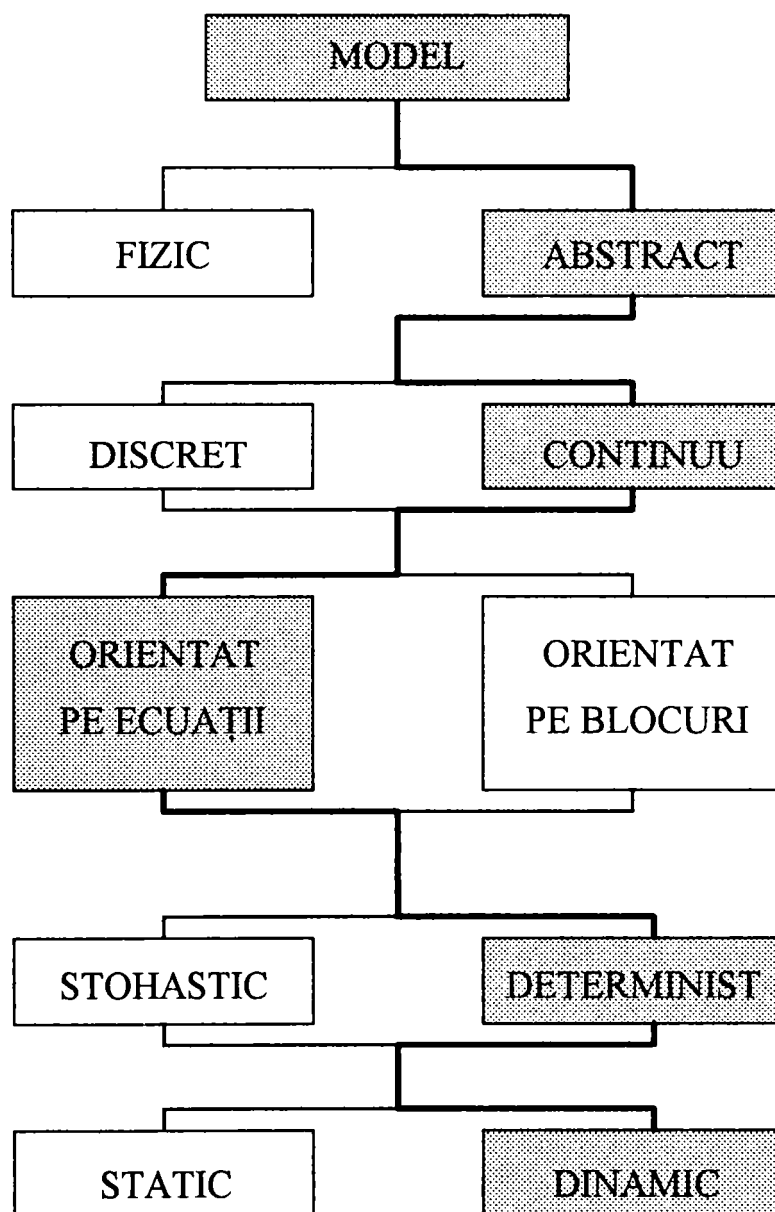 MODEL
FIZIC
ABSTRACT
DISCRET
CONTINUU
ORIENTAT
PE ECUAȚII
ORIENTAT
PE BLOCURI
STOHASTIC
DETERMINIST
STATIC
DINAMIC